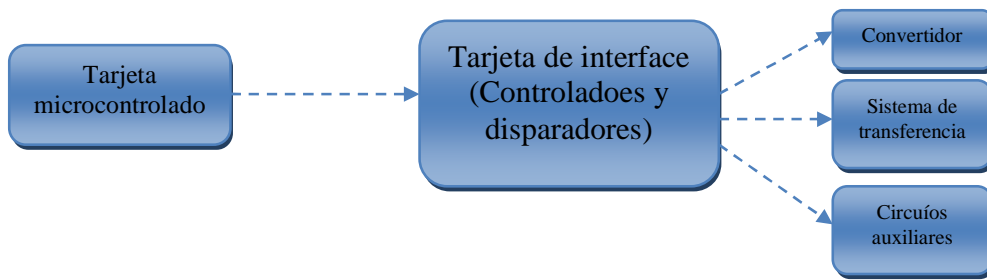 Tarjeta
microcontrolado
Tarjeta de interface
(Controladoes y
disparadores)
Convertidor
Sistema de
transferencia
Circuíos
auxiliares